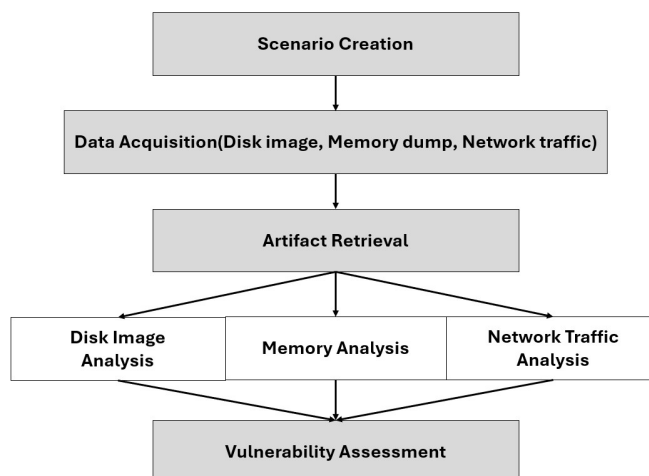 Scenario Creation
Data Acquisition(Disk image, Memory dump, Network traffic)
Artifact Retrieval
Disk Image
Analysis
Memory Analysis
Network Traffic
Analysis
Vulnerability Assessment